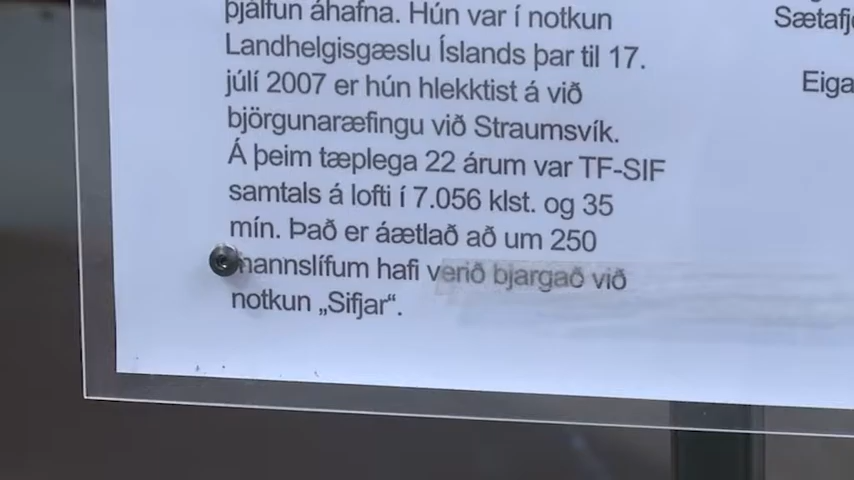 þjálfun áhafna. Hún var í notkun
Landhelgisgæslu Íslands þar til 17.
júlí 2007 er hún hlekktist á við
björgunaræfingu við Straumsvík.
Á þeim tæplega 22 árum var TF-SIF
samtals á lofti í 7.056 klst. og 35
mín. Það er áætlað að um 250
mannslífum hafi verið bjargað við
notkun „Sifjar“.
Eiga